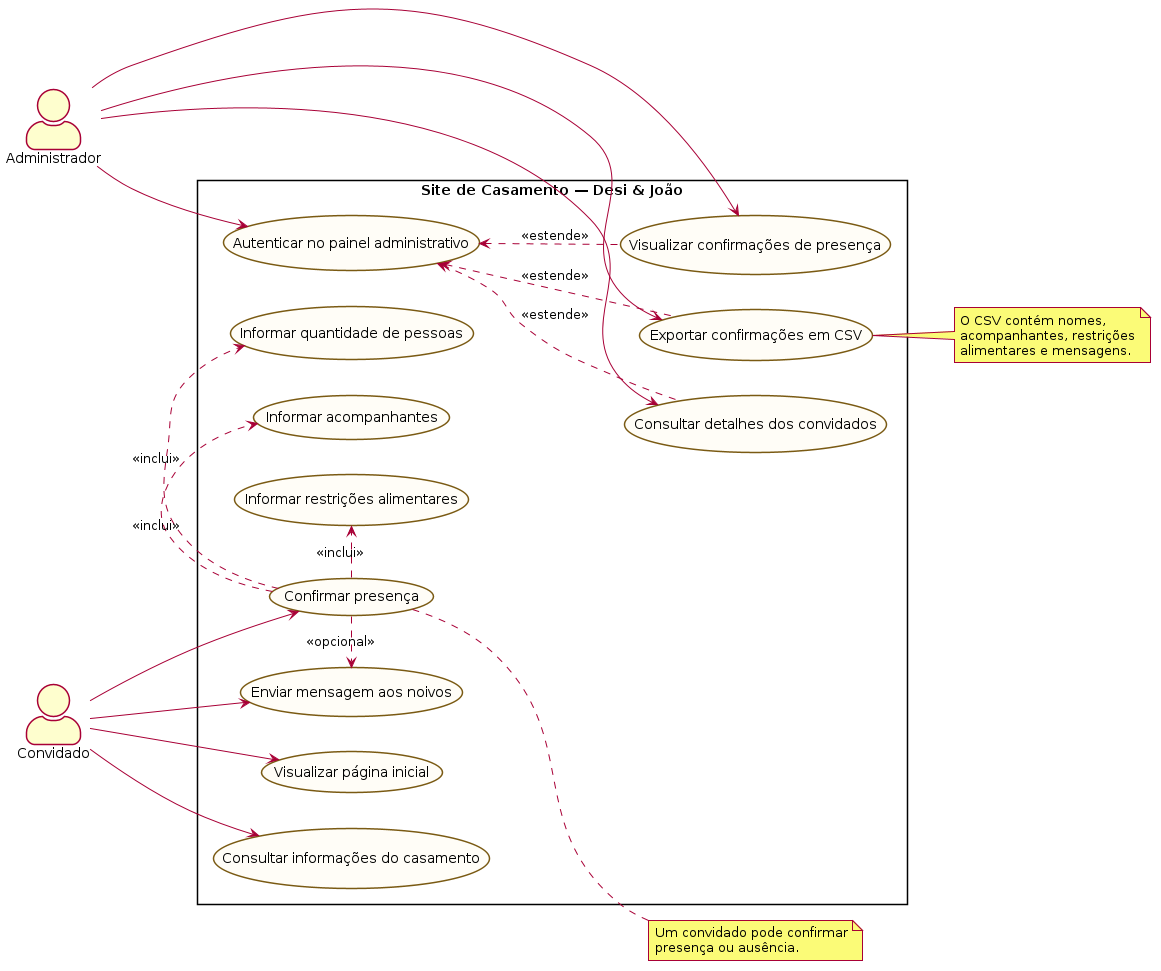 Administrador
Site de Casamento — Desi & João
Autenticar no painel administrativo
«estende»
Visualizar confirmações de presença
«estende»
Informar quantidade de pessoas
«estende»
Exportar confirmações em CSV
O CSV contém nomes,
acompanhantes, restrições
alimentares e mensagens.
Informar acompanhantes
Consultar detalhes dos convidados
«inclui»
Informar restrições alimentares
«inclui»
«inclui»
Confirmar presença
«opcional»
Enviar mensagem aos noivos
Convidado
Visualizar página inicial
Consultar informações do casamento
Um convidado pode confirmar
presença ou ausência.